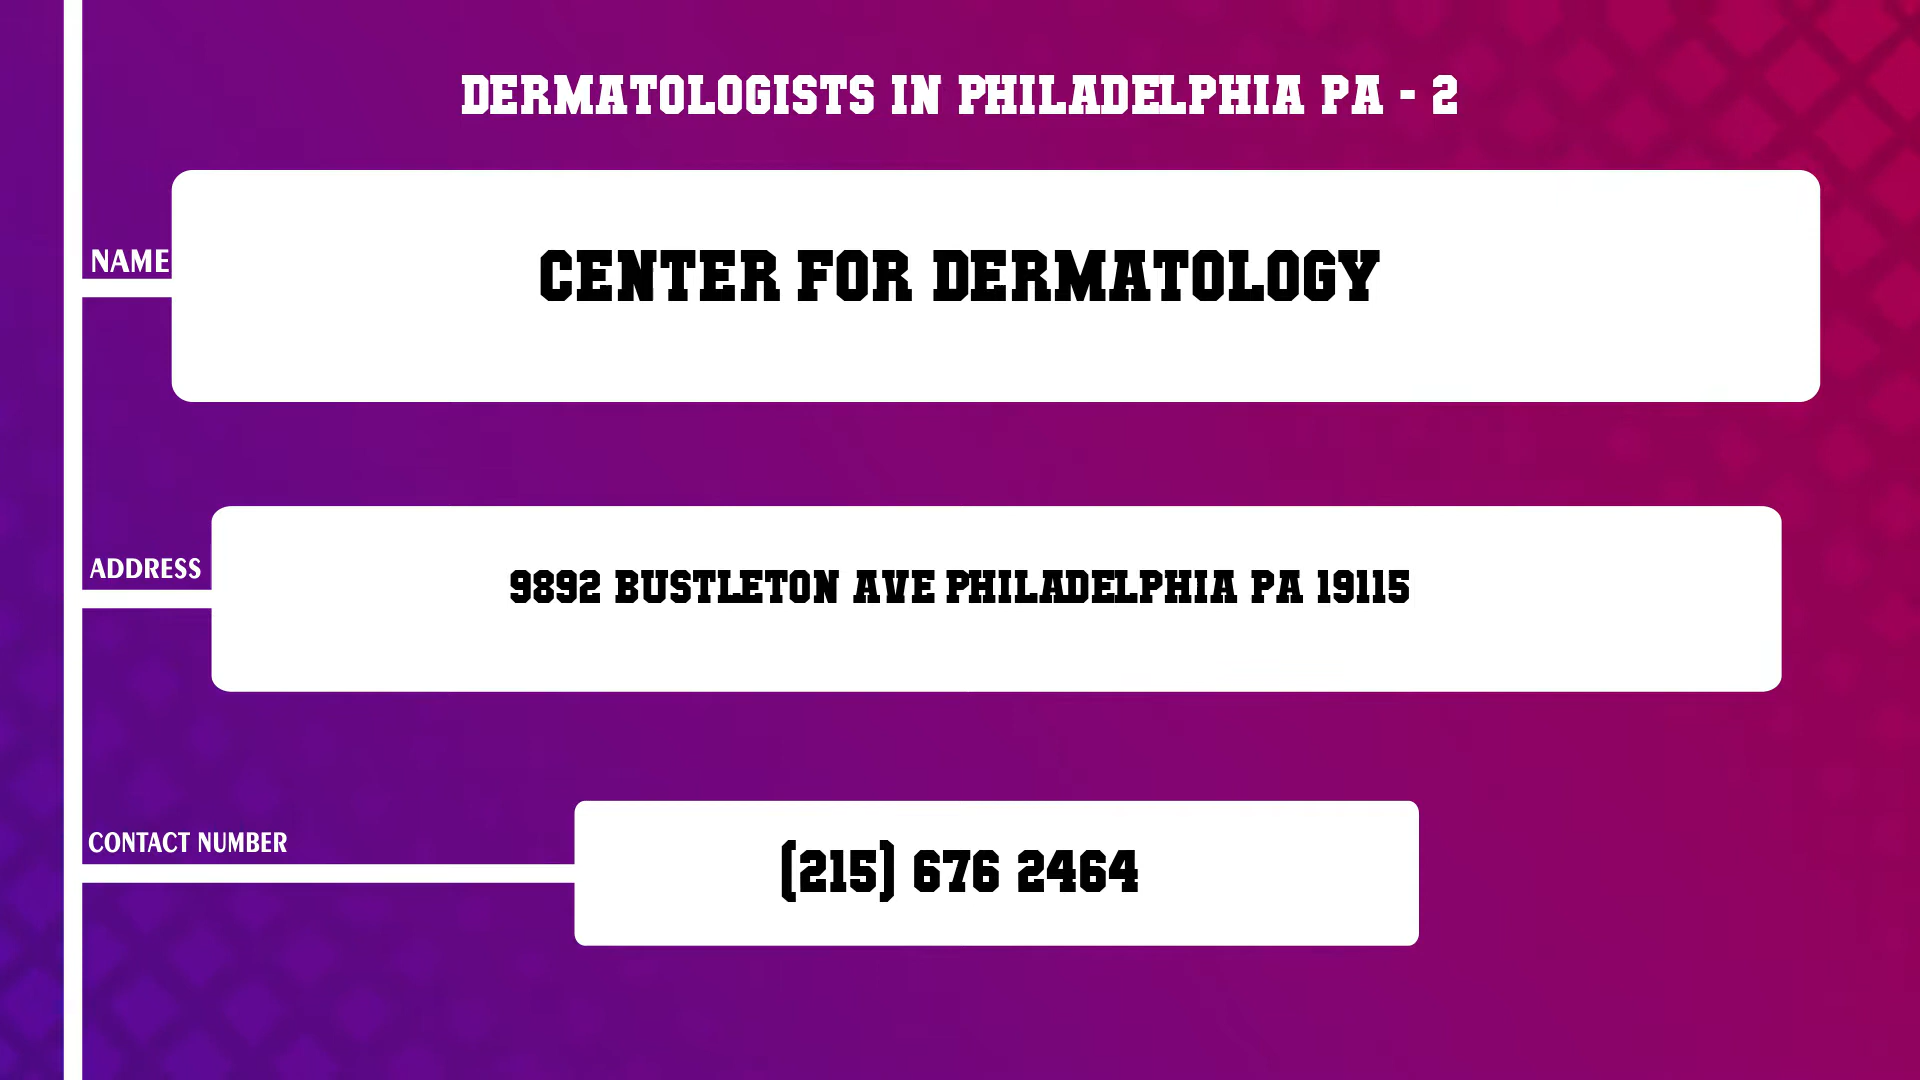 DERMATOLOGISTS IN PHILADELPHIA PA - 2
NAME
CENTER FOR DERMATOLOGY
ADDRESS
9892 BUSTLETON AVE PHILADELPHIA PA 19115
CONTACT NUMBER
(215) 676 2464